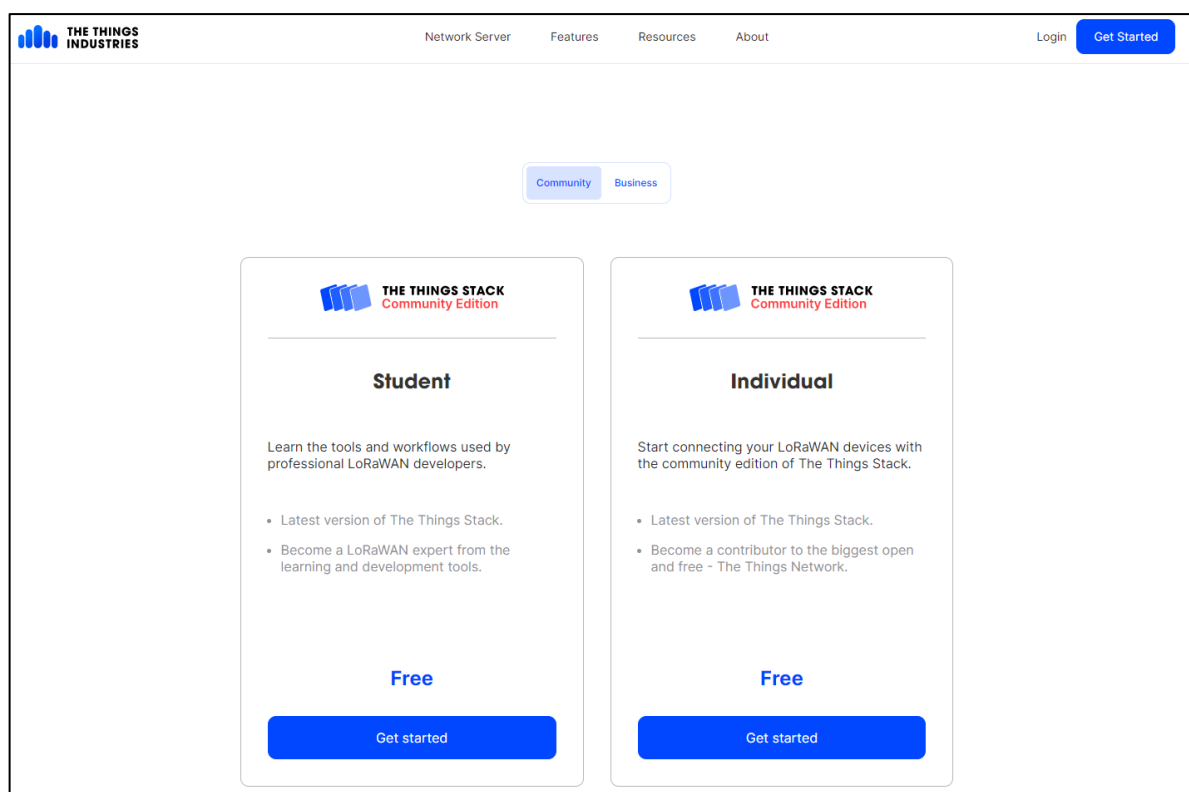 THE THINGS
INDUSTRIES
Network Server
Features
Resources
About
Login
Get Started
Community
Business
THE THINGS STACK
Community Edition
Student
Learn the tools and workflows used by
professional LoRaWAN developers.
• Latest version of The Things Stack.
• Become a LoRaWAN expert from the
learning and development tools.
Free
Get started
THE THINGS STACK
Community Edition
Individual
Start connecting your LoRaWAN devices with
the community edition of The Things Stack.
• Latest version of The Things Stack.
• Become a contributor to the biggest open
and free - The Things Network.
Free
Get started